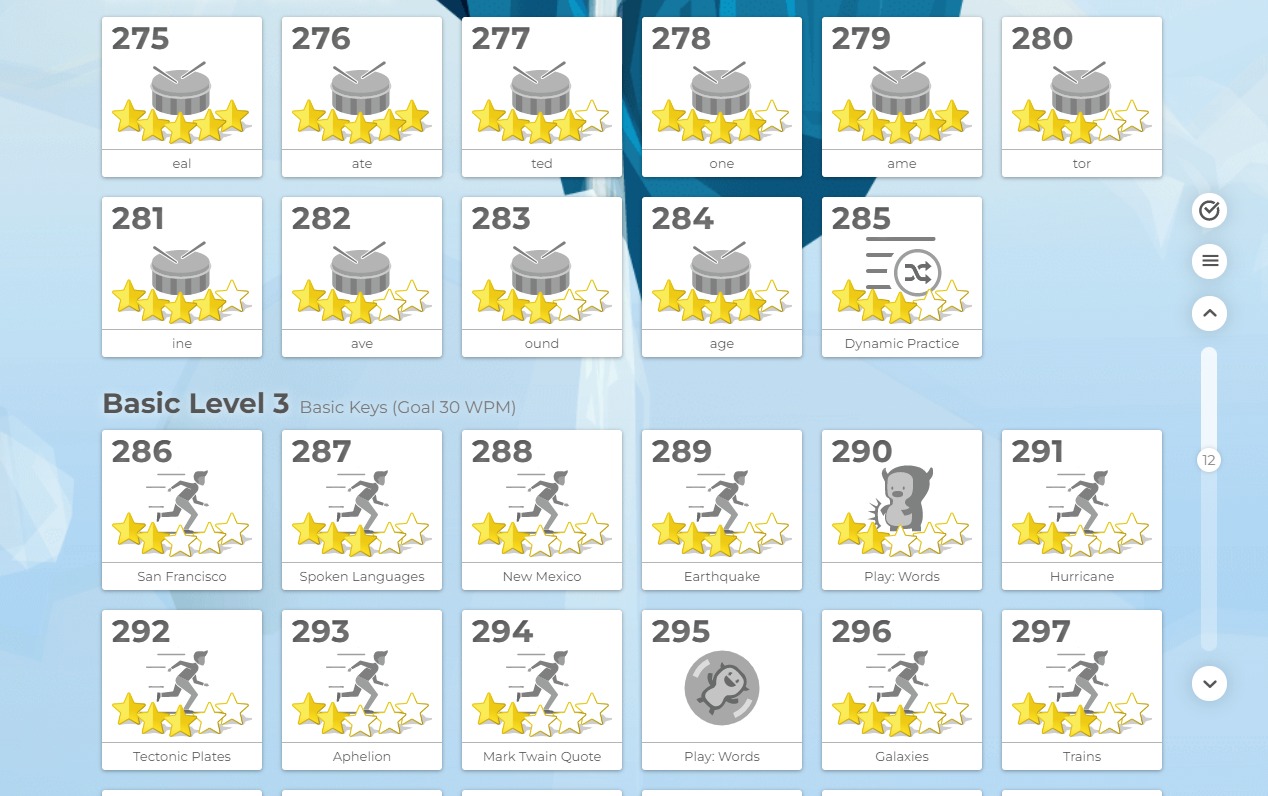 275 276 277 278 279 280
eal ate ted one ame tor
281 282 283 284 285
ine ave ound age Dynamic Practice
Basic Level 3 Basic Keys (Goal 30 WPM)
286 287 288 289 290 291
12
San Francisco Spoken Languages New Mexico Earthquake Play: Words Hurricane
292 293 294 295 296 297
Tectonic Plates Aphelion Mark Twain Quote Play: Words Galaxies Trains